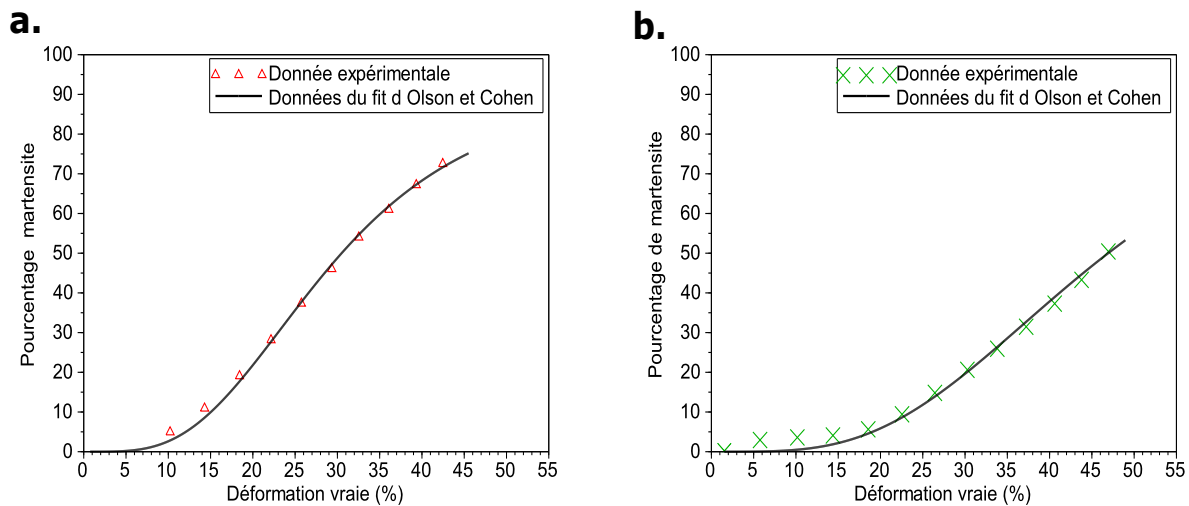 a.
100
90
80
70
60
50
40
30
20
10
0
Pourcentage martensite
Donnée expérimentale
Données du fit d Olson et Cohen
0 5 10 15 20 25 30 35 40 45 50 55
Déformation vraie (%)
b.
100
90
80
70
60
50
40
30
20
10
0
Pourcentage de martensite
Donnée expérimentale
Données du fit d Olson et Cohen
0 5 10 15 20 25 30 35 40 45 50 55
Déformation vraie (%)